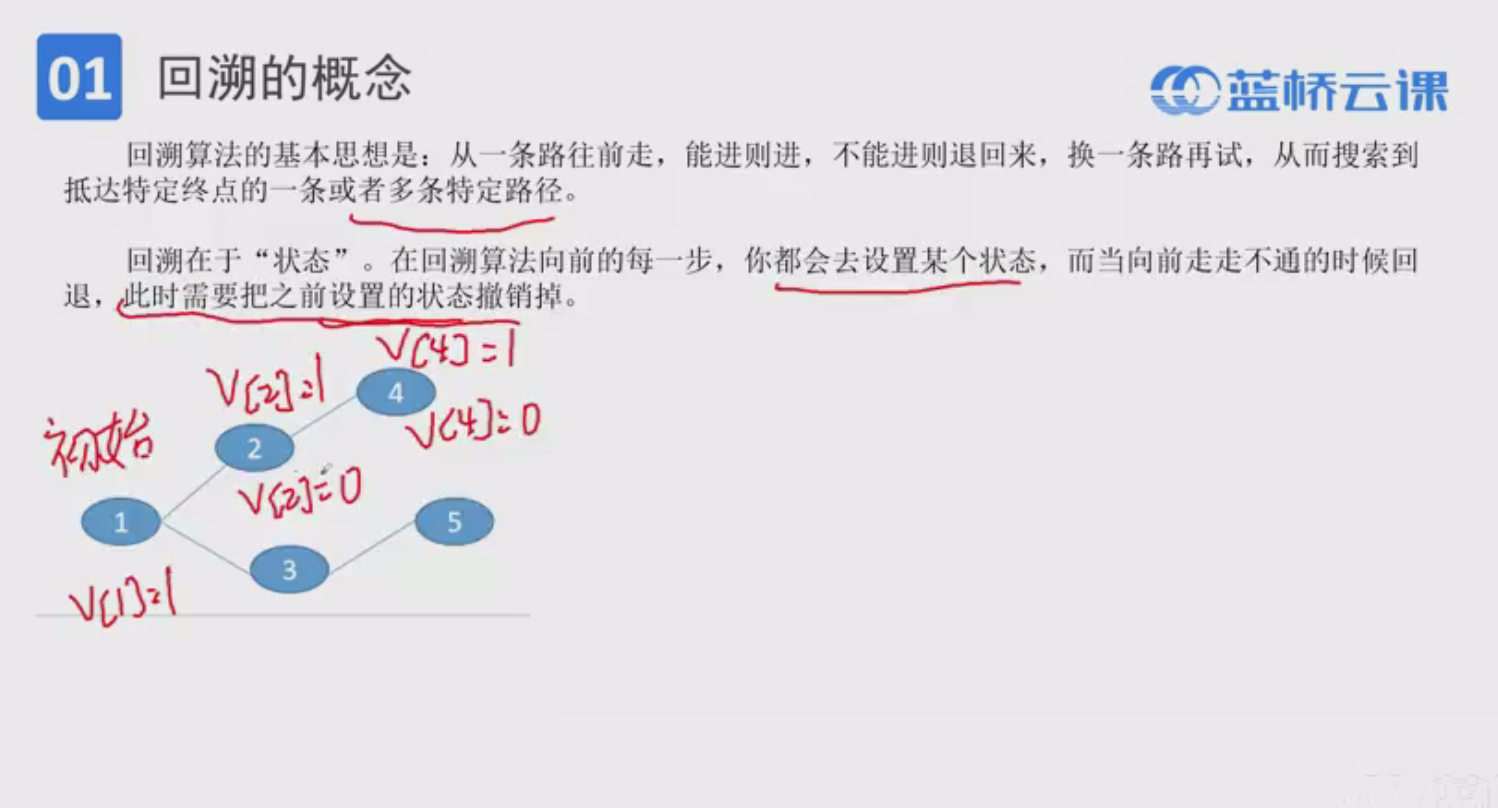 01 回溯的概念
蓝桥云课
回溯算法的基本思想是：从一条路往前走，能进则进，不能进则退回来，换一条路再试，从而搜索到
抵达特定终点的一条或者多条特定路径。
回溯在于“状态”。在回溯算法向前的每一步，你都会去设置某个状态，而当向前走走不通的时候回
退，此时需要把之前设置的状态撤销掉。
V[4]=1
V[2]=1
4
初始
V[4]=0
2
V[2]=0
1
5
3
V[1]=1